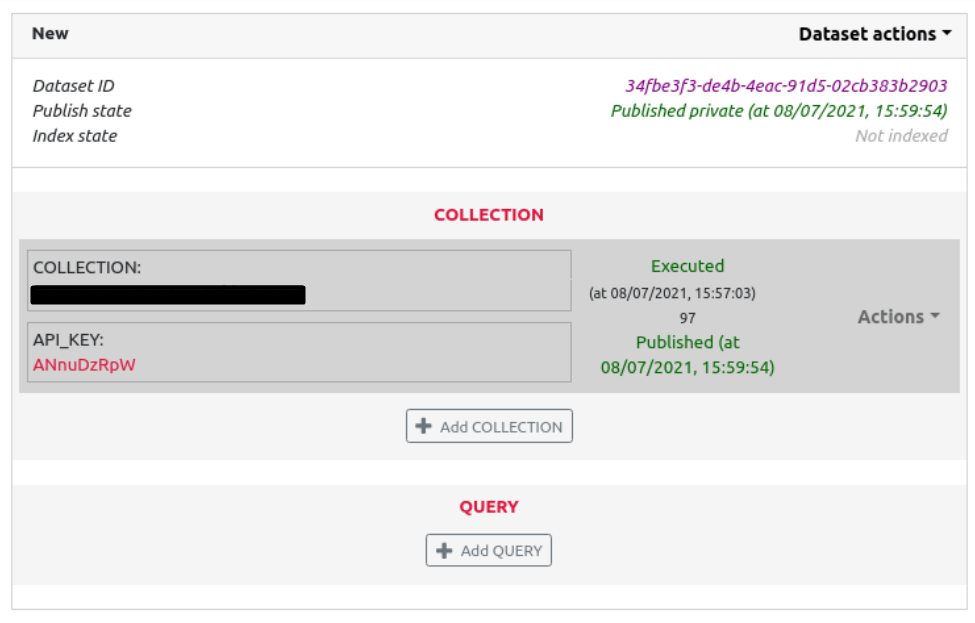 New
Dataset actions
Dataset ID
34fbe3f3-de4b-4eac-91d5-02cb383b2903
Publish state
Published private (at 08/07/2021, 15:59:54)
Index state
Not indexed
COLLECTION
COLLECTION:
API_KEY:
ANnuDzRpW
Executed
(at 08/07/2021, 15:57:03)
97
Published (at
08/07/2021, 15:59:54)
Actions
Add COLLECTION
QUERY
Add QUERY